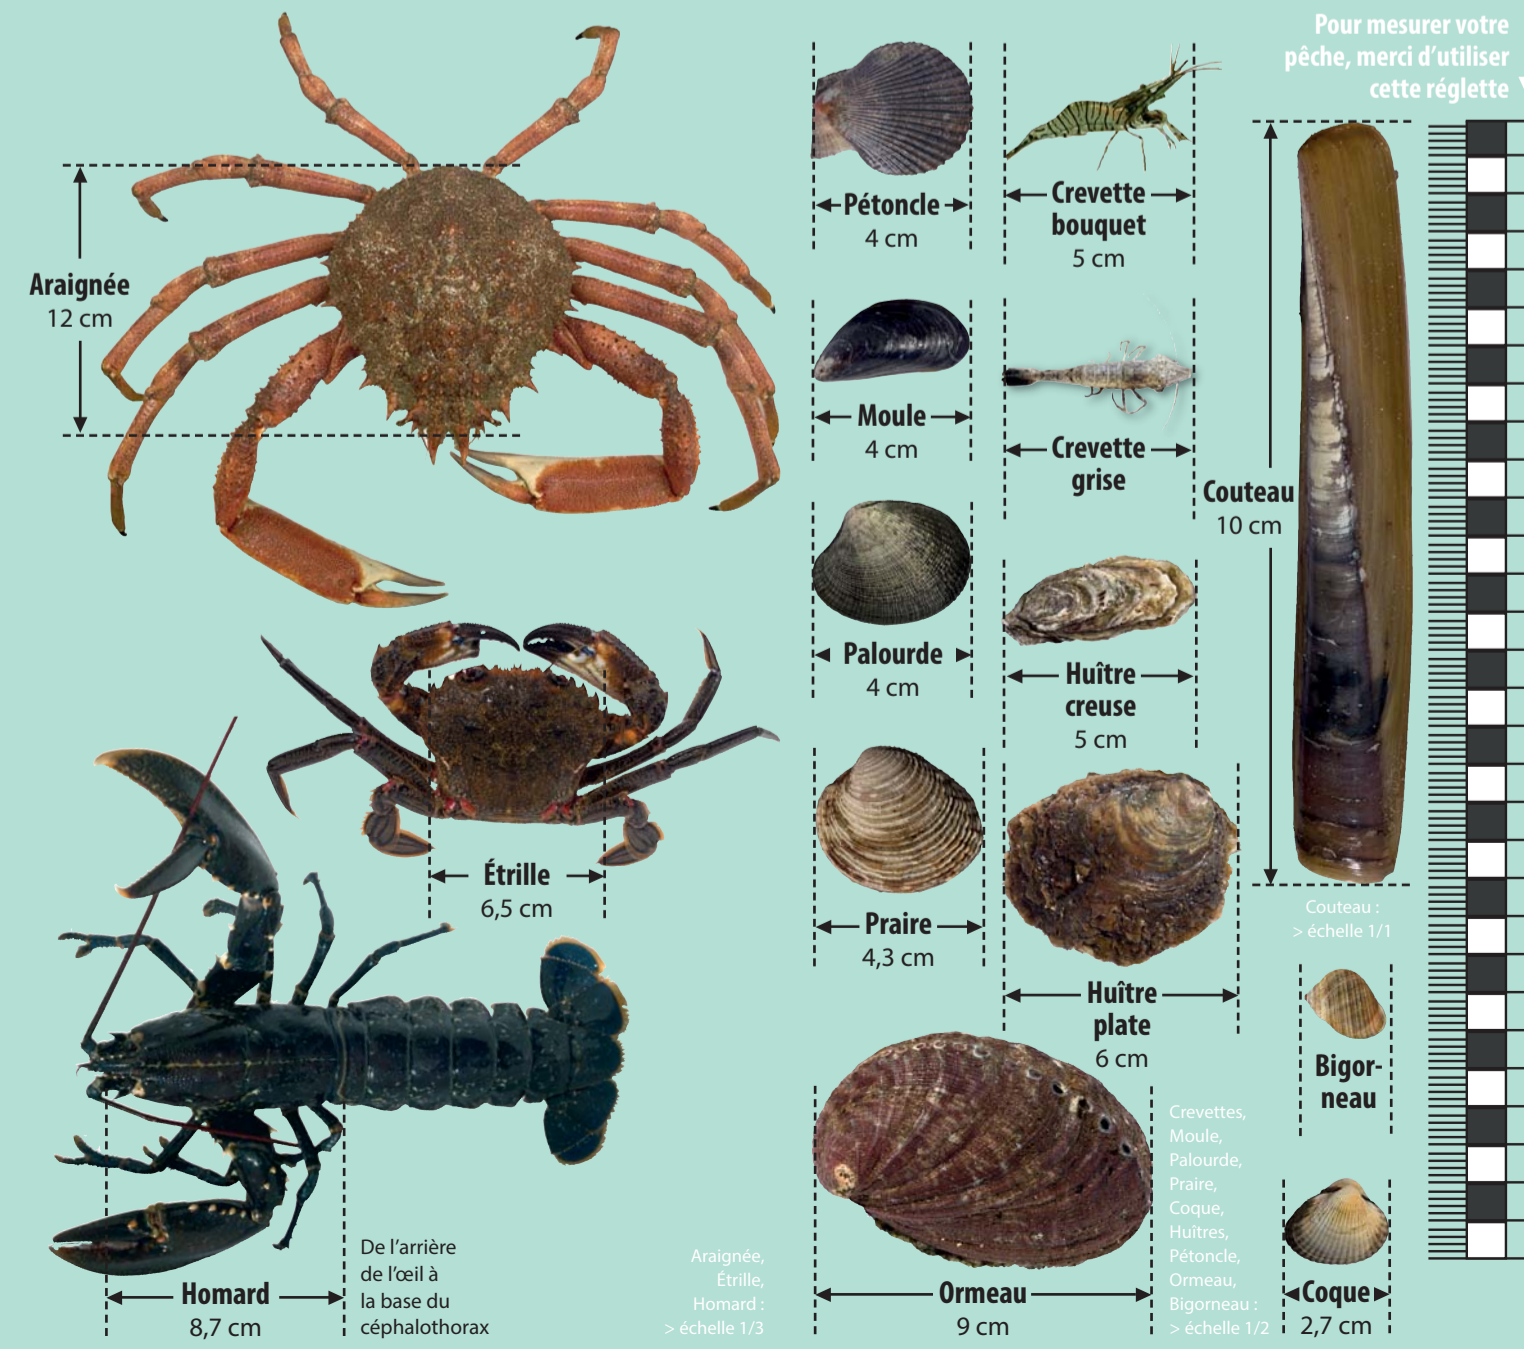 Pour mesurer votre
pêche, merci d'utiliser
cette réglette
Araignée
12 cm
Pétoncle
4 cm
Crevette
bouquet
5 cm
Moule
4 cm
Crevette
grise
Couteau
10 cm
Palourde
4 cm
Huître
creuse
5 cm
Étrille
6,5 cm
Praire
4,3 cm
Couteau :
> échelle 1/1
Huître
plate
6 cm
Bigor-
neau
Homard
8,7 cm
De l'arrière
de l'œil à
la base du
céphalothorax
Araignée,
Étrille,
Homard :
> échelle 1/3
Ormeau
9 cm
Crevettes,
Moule,
Palourde,
Praire,
Coque,
Huîtres,
Pétoncle,
Ormeau,
Bigorneau :
> échelle 1/2
Coque
2,7 cm